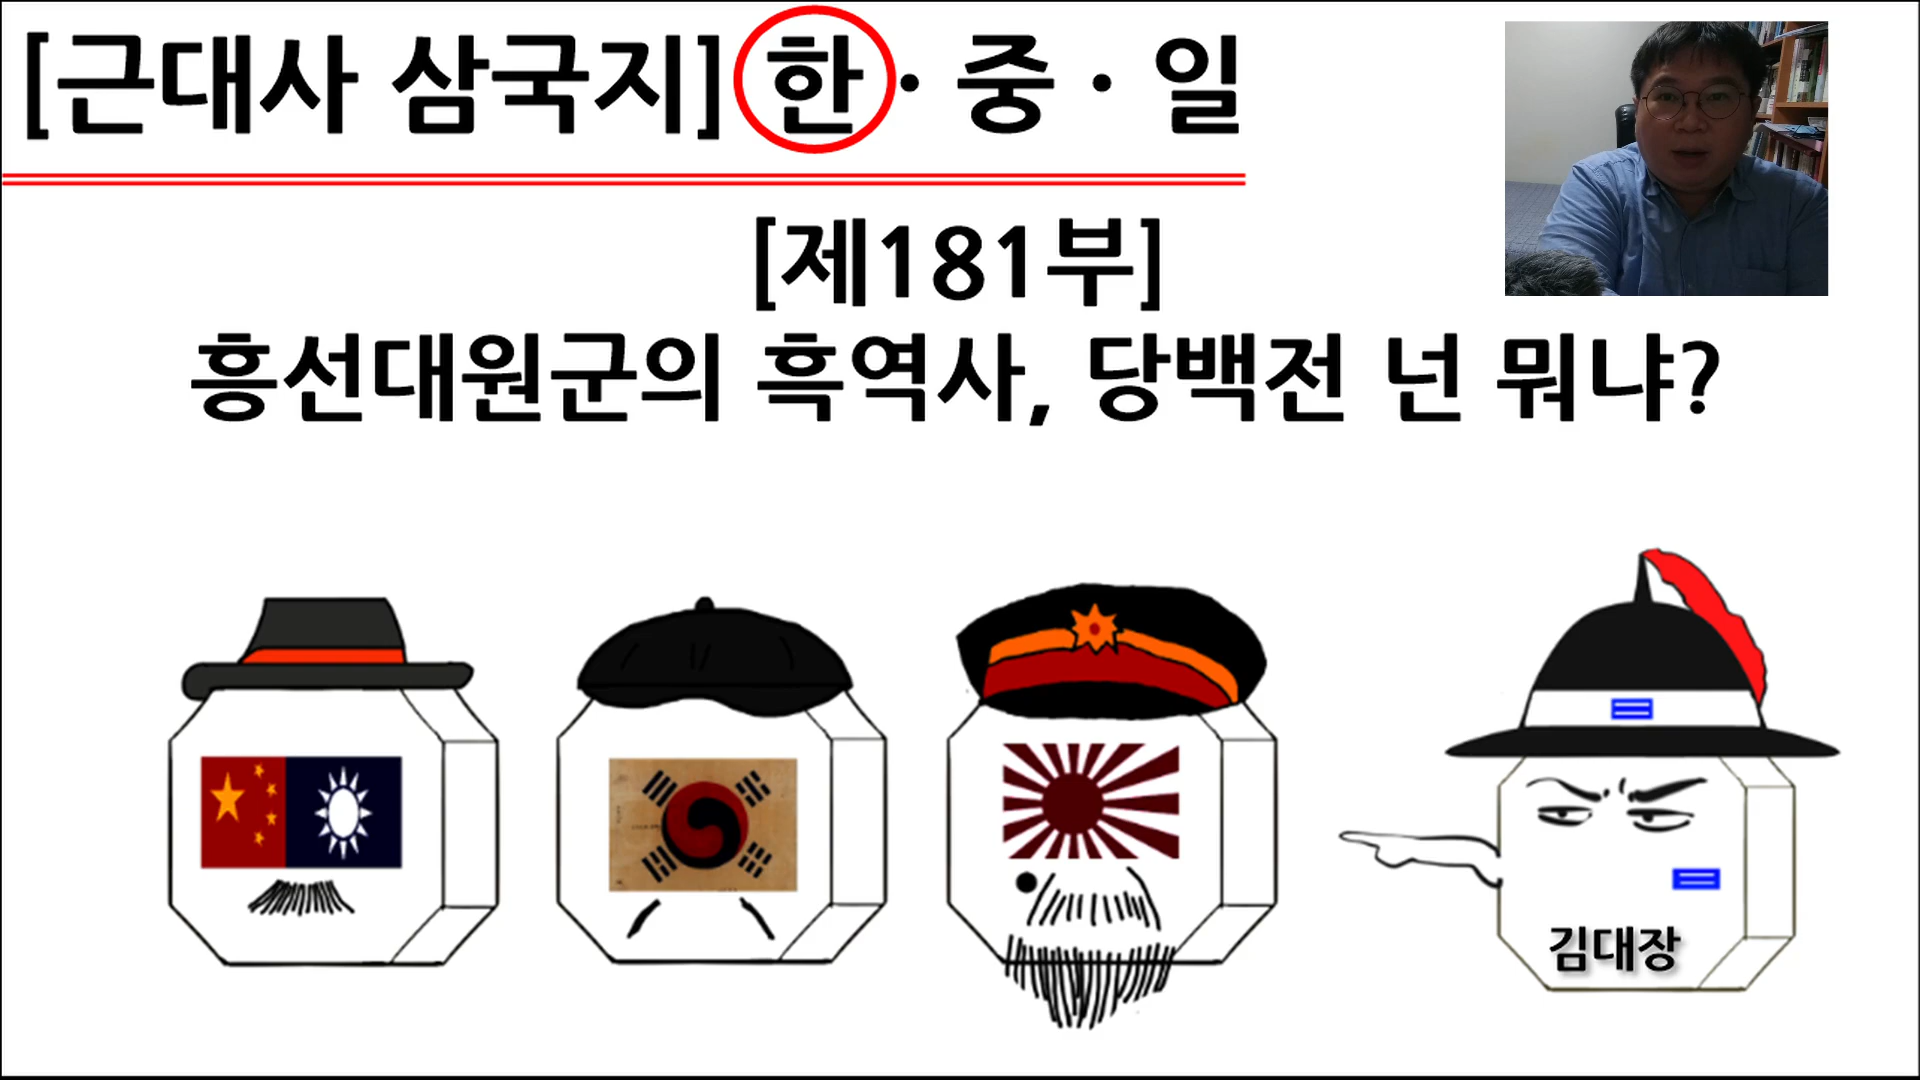 [근대사 삼국지] 한 · 중 · 일
[제181부]
흥선대원군의 흑역사, 당백전 넌 뭐냐?
김대장